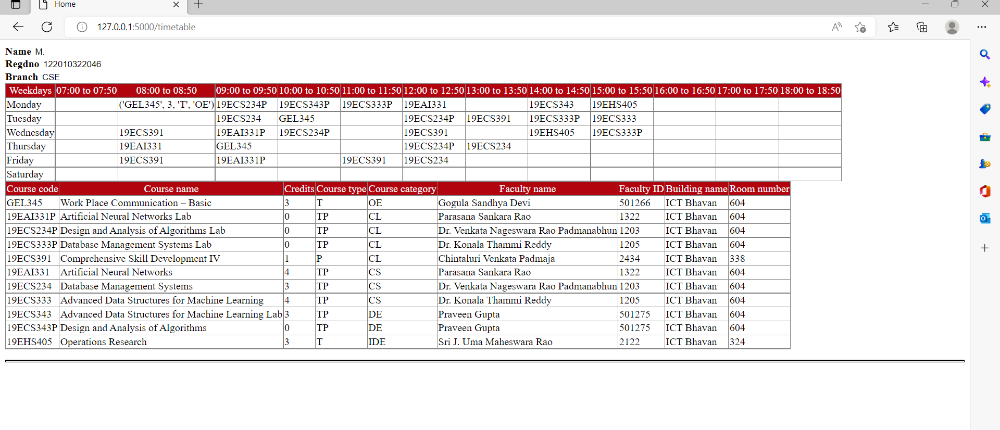 Home
127.0.0.1:5000/timetable
Name M.
Regdno 122010322046
Branch CSE
Weekdays 07:00 to 07:50 08:00 to 08:50 09:00 to 09:50 10:00 to 10:50 11:00 to 11:50 12:00 to 12:50 13:00 to 13:50 14:00 to 14:50 15:00 to 15:50 16:00 to 16:50 17:00 to 17:50 18:00 to 18:50
Monday ('GEL345', 3, 'T', 'OE') 19ECS234P 19ECS343P 19ECS333P 19EAI331 19ECS343 19EHS405
Tuesday 19ECS234 GEL345 19ECS234P 19ECS391 19ECS333P 19ECS333
Wednesday 19ECS391 19EAI331P 19ECS234P 19ECS391 19EHS405 19ECS333P
Thursday 19EAI331 GEL345 19ECS234P 19ECS234
Friday 19ECS391 19EAI331P 19ECS391 19ECS234
Saturday
Course code Course name Credits Course type Course category Faculty name Faculty ID Building name Room number
GEL345 Work Place Communication – Basic 3 T OE Gogula Sandhya Devi 501266 ICT Bhavan 604
19EAI331P Artificial Neural Networks Lab 0 TP CL Parasana Sankara Rao 1322 ICT Bhavan 604
19ECS234P Design and Analysis of Algorithms Lab 0 TP CL Dr. Venkata Nageswara Rao Padmanabhun 1203 ICT Bhavan 604
19ECS333P Database Management Systems Lab 0 TP CL Dr. Konala Thammi Reddy 1205 ICT Bhavan 604
19ECS391 Comprehensive Skill Development IV 1 P CL Chintaluri Venkata Padmaja 2434 ICT Bhavan 338
19EAI331 Artificial Neural Networks 4 TP CS Parasana Sankara Rao 1322 ICT Bhavan 604
19ECS234 Database Management Systems 3 TP CS Dr. Venkata Nageswara Rao Padmanabhun 1203 ICT Bhavan 604
19ECS333 Advanced Data Structures for Machine Learning 4 TP CS Dr. Konala Thammi Reddy 1205 ICT Bhavan 604
19ECS343 Advanced Data Structures for Machine Learning Lab 3 TP DE Praveen Gupta 501275 ICT Bhavan 604
19ECS343P Design and Analysis of Algorithms 0 TP DE Praveen Gupta 501275 ICT Bhavan 604
19EHS405 Operations Research 3 T IDE Sri J. Uma Maheswara Rao 2122 ICT Bhavan 324